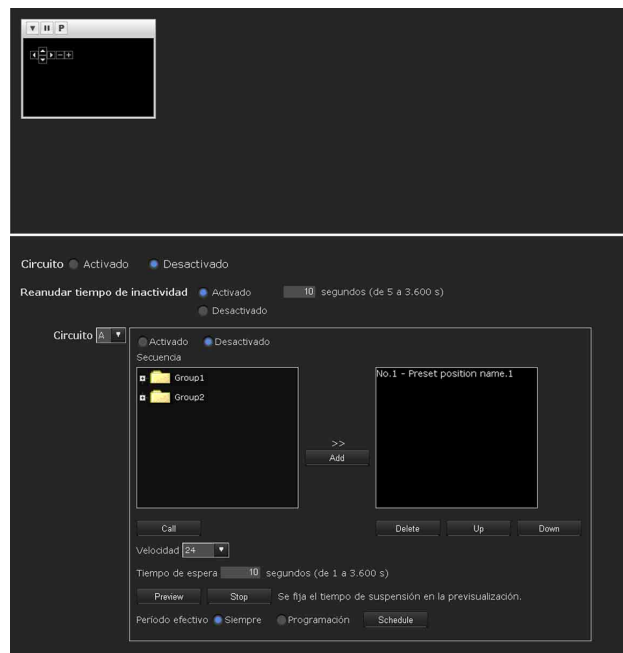 P
Circuito Activado Desactivado
Reanudar tiempo de inactividad Activado 10 segundos (de 5 a 3.600 s)
Desactivado
Circuito A
Activado Desactivado
Secuencia
Group1
Group2
>>
Add
No.1 - Preset position name.1
Call Delete Up Down
Velocidad 24
Tiempo de espera 10 segundos (de 1 a 3.600 s)
Preview Stop Se fija el tiempo de suspensión en la previsualización.
Período efectivo Siempre Programación Schedule